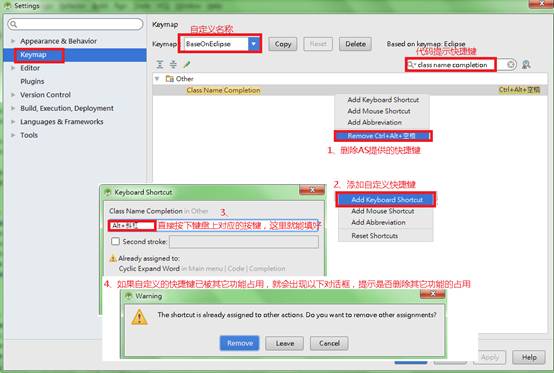 Settings
Appearance & Behavior
Keymap
Editor
Plugins
Version Control
Build, Execution, Deployment
Languages & Frameworks
Tools
Keymap
自定义名称
Keymap: BaseOnEclipse Copy Reset Delete Based on keymap: Eclipse
代码提示快捷键
class name completion
Other
Class Name Completion Ctrl+Alt+空格
Add Keyboard Shortcut
Add Mouse Shortcut
Add Abbreviation
Remove Ctrl+Alt+空格
1、删除AS提供的快捷键
2、添加自定义快捷键
Add Keyboard Shortcut
Add Mouse Shortcut
Add Abbreviation
Reset Shortcuts
Keyboard Shortcut
Class Name Completion in Other
3、
Alt+斜杠 直接按下键盘上对应的按键，这里就能填好
Second stroke:
Already assigned to:
Cyclic Expand Word in Main menu | Code | Completion
4、如果自定义的快捷键已被其它功能占用，就会出现以下对话框，提示是否删除其它功能的占用
Warning
The shortcut is already assigned to other actions. Do you want to remove other assignments?
Remove Leave Cancel
Apply Help